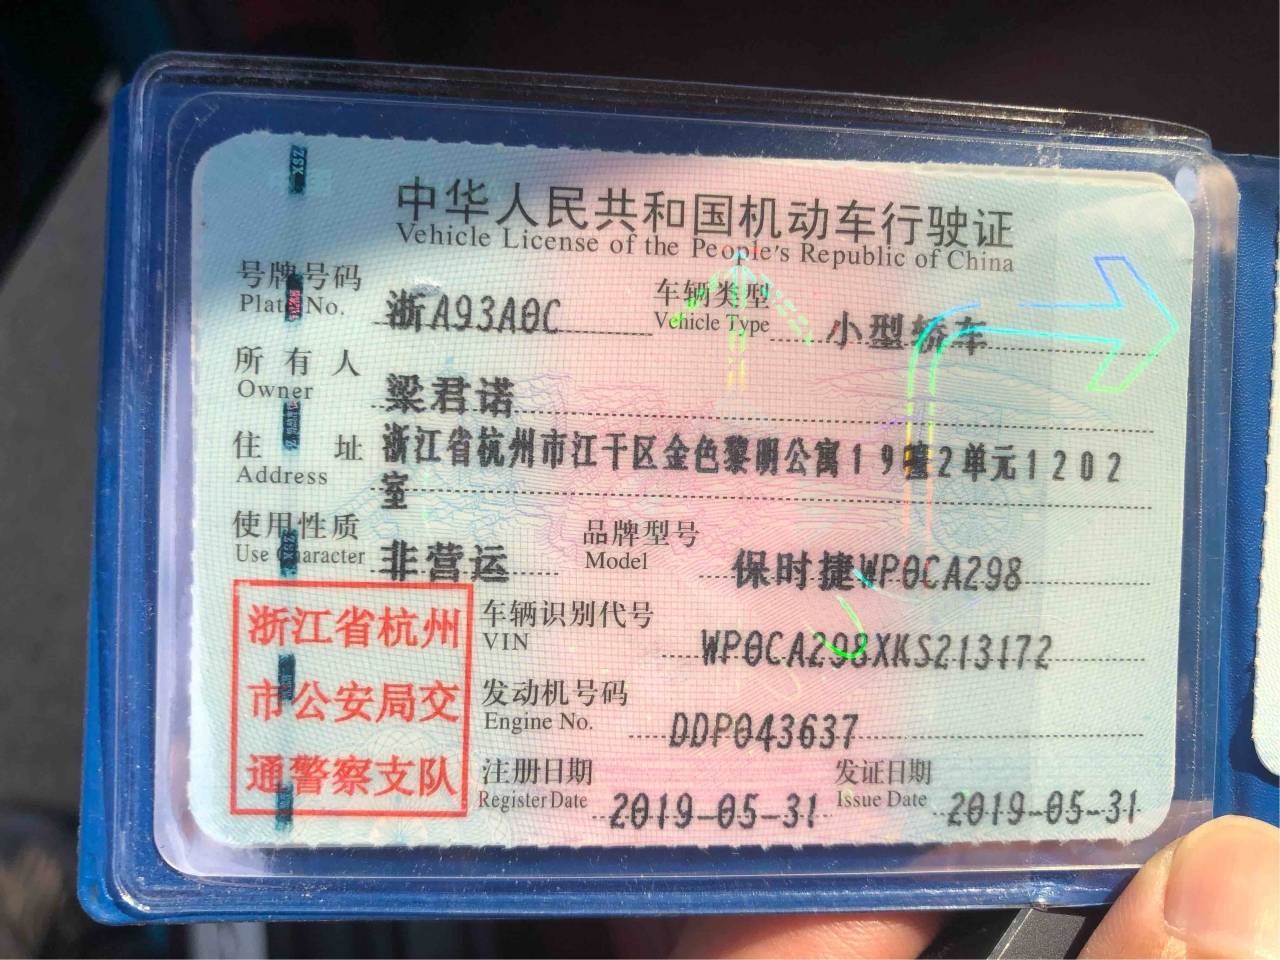 中华人民共和国机动车行驶证
Vehicle License of the People's Republic of China
号牌号码 浙A93A0C 车辆类型 小型轿车
Plate No. Vehicle Type
所有人 梁君诺
Owner
住址 浙江省杭州市江干区金色黎明公寓19幢2单元1202
Address 室
使用性质 非营运 品牌型号 保时捷WP0CA298
Use Character Model
浙江省杭州
市公安局交
通警察支队
车辆识别代号 WP0CA298XKS213172
VIN
发动机号码 DDP043637
Engine No.
注册日期 2019-05-31 发证日期 2019-05-31
Register Date Issue Date
XSZ